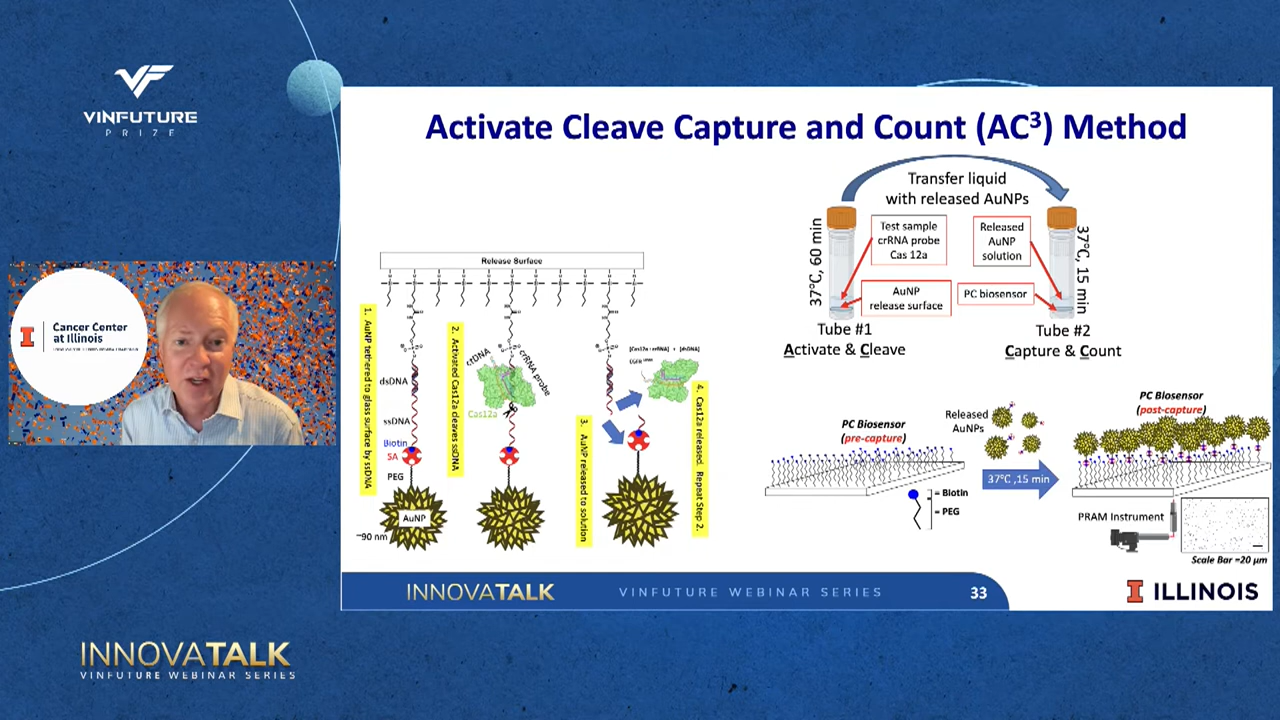 VINFUTURE
PRIZE
Cancer Center
at Illinois
Activate Cleave Capture and Count (AC³) Method
Transfer liquid
with released AuNPs
37°C, 60 min
Test sample
crRNA probe
Cas 12a
AuNP
release surface
Tube #1
Activate & Cleave
Released
AuNP
solution
PC biosensor
37°C, 15 min
Tube #2
Capture & Count
Release Surface
1. AuNP tethered to glass surface by ssDNA
dsDNA
ssDNA
Biotin
SA
PEG
AuNP
~90 nm
2. Activated Cas12a cleaves ssDNA
ctDNA
crRNA probe
Cas12a
3. AuNP released to solution
[Cas12a - crRNA] + [dsDNA]
4. Cas12a released. Repeat Step 2.
PC Biosensor
(pre-capture)
Released
AuNPs
37°C ,15 min
PC Biosensor
(post-capture)
= Biotin
= PEG
PRAM Instrument
Scale Bar =20 µm
INNOVATALK
VINFUTURE WEBINAR SERIES
33
ILLINOIS
INNOVATALK
VINFUTURE WEBINAR SERIES